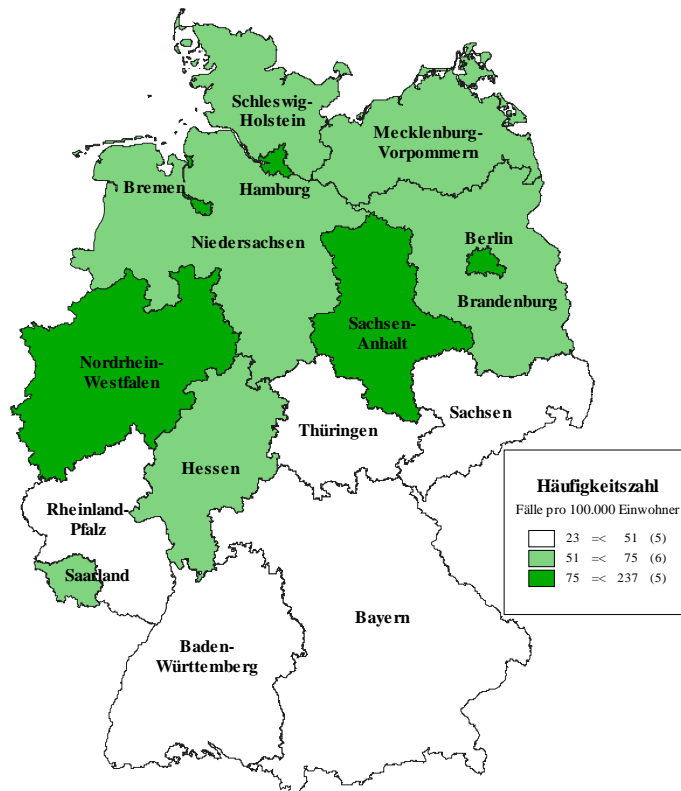 Schleswig-
Holstein
Mecklenburg-
Vorpommern
Bremen
Hamburg
Niedersachsen
Berlin
Brandenburg
Sachsen-
Anhalt
Nordrhein-
Westfalen
Sachsen
Thüringen
Hessen
Rheinland-
Pfalz
Saarland
Bayern
Baden-
Württemberg
Häufigkeitszahl
Fälle pro 100.000 Einwohner
23 =< 51 (5)
51 =< 75 (6)
75 =< 237 (5)